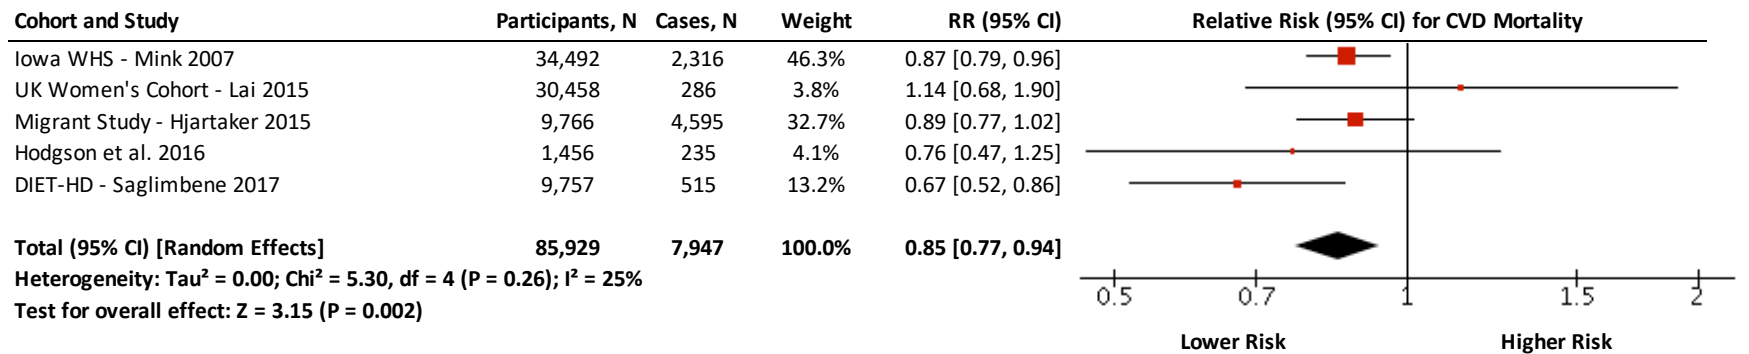 Cohort and Study Participants, N Cases, N Weight RR (95% CI) Relative Risk (95% CI) for CVD Mortality
Iowa WHS - Mink 2007 34,492 2,316 46.3% 0.87 [0.79, 0.96]
UK Women's Cohort - Lai 2015 30,458 286 3.8% 1.14 [0.68, 1.90]
Migrant Study - Hjartaker 2015 9,766 4,595 32.7% 0.89 [0.77, 1.02]
Hodgson et al. 2016 1,456 235 4.1% 0.76 [0.47, 1.25]
DIET-HD - Saglimbene 2017 9,757 515 13.2% 0.67 [0.52, 0.86]
Total (95% CI) [Random Effects] 85,929 7,947 100.0% 0.85 [0.77, 0.94]
Heterogeneity: Tau² = 0.00; Chi² = 5.30, df = 4 (P = 0.26); I² = 25%
0.5 0.7 1 1.5 2
Test for overall effect: Z = 3.15 (P = 0.002)
Lower Risk Higher Risk